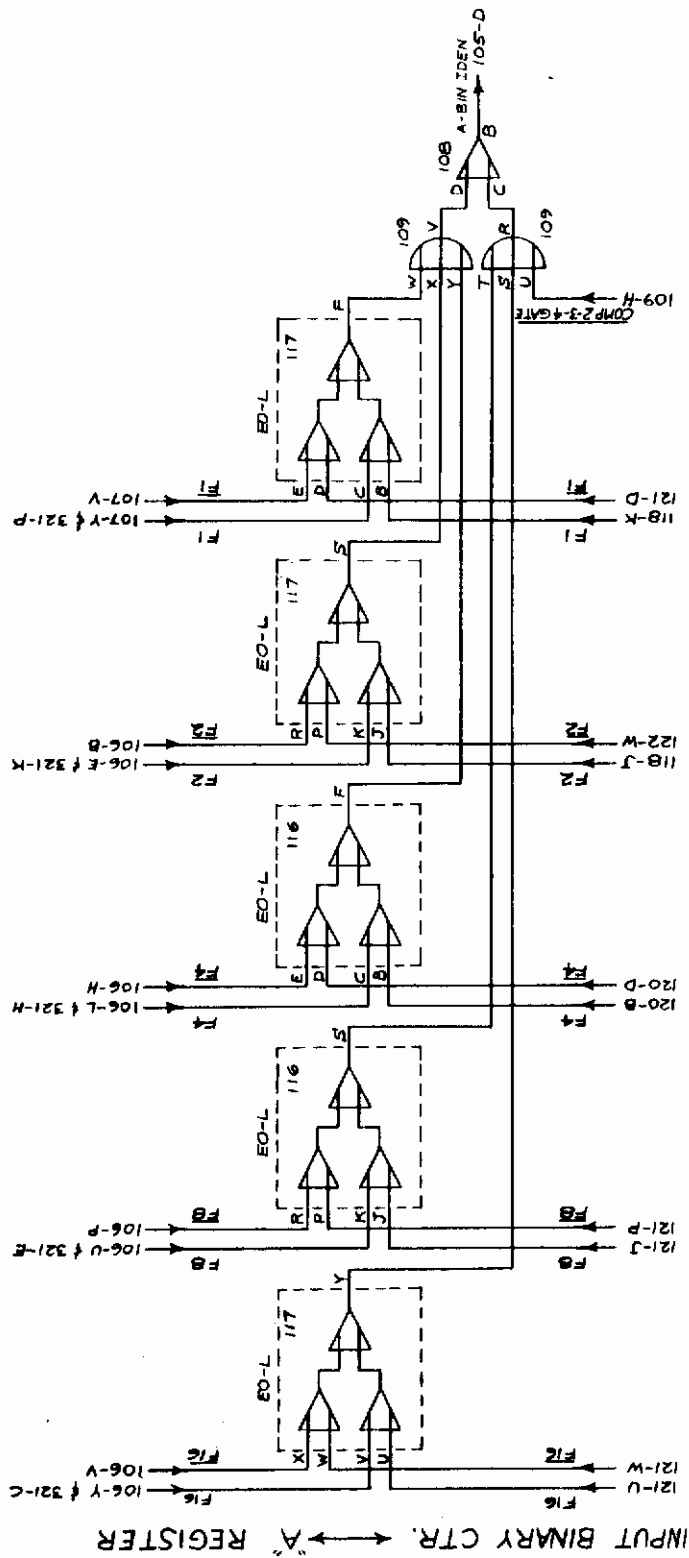 INPUT BINARY CTR. ↔ "A" REGISTER
A-BIN IDEN
105-D
108
D
B
C
109
V
W
X
Y
T
S
U
R
109
109-H
COMP 2-3-4 GATE
F
117
EO-L
E
D
C
B
107-V
F1
107-Y & 321-P
F1
121-D
F1
118-K
F1
S
117
EO-L
R
P
K
J
106-B
F2
106-E & 321-K
F2
122-W
F2
118-J
F2
F
116
EO-L
E
D
C
B
106-H
F4
106-L & 321-H
F4
120-D
F4
120-B
F4
S
116
EO-L
R
P
K
J
106-P
F8
106-U & 321-E
F8
121-P
F8
121-J
F8
Y
117
EO-L
X
W
V
U
106-V
F16
106-Y & 321-C
F16
121-W
F16
121-U
F16